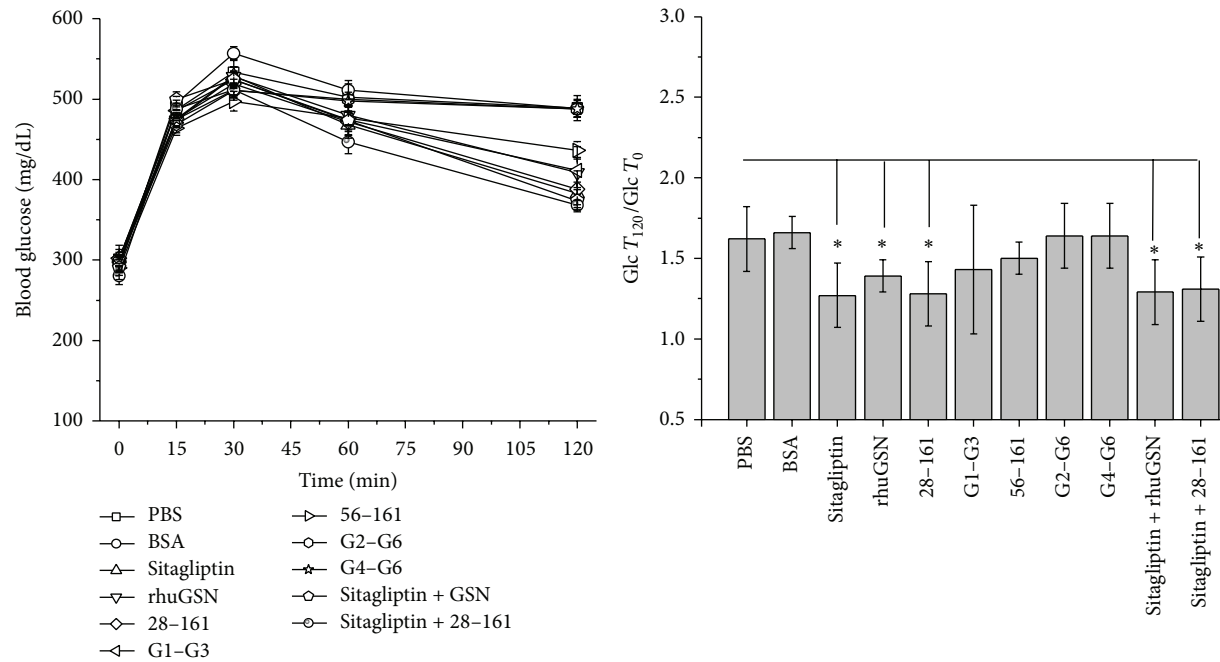 600
500
400
300
200
100
Blood glucose (mg/dL)
0 15 30 45 60 75 90 105 120
Time (min)
PBS
BSA
Sitagliptin
rhuGSN
28–161
G1–G3
56–161
G2–G6
G4–G6
Sitagliptin + GSN
Sitagliptin + 28–161
3.0
2.5
2.0
1.5
1.0
0.5
Glc T120/Glc T0
* * * * *
PBS
BSA
Sitagliptin
rhuGSN
28–161
G1–G3
56–161
G2–G6
G4–G6
Sitagliptin + rhuGSN
Sitagliptin + 28–161